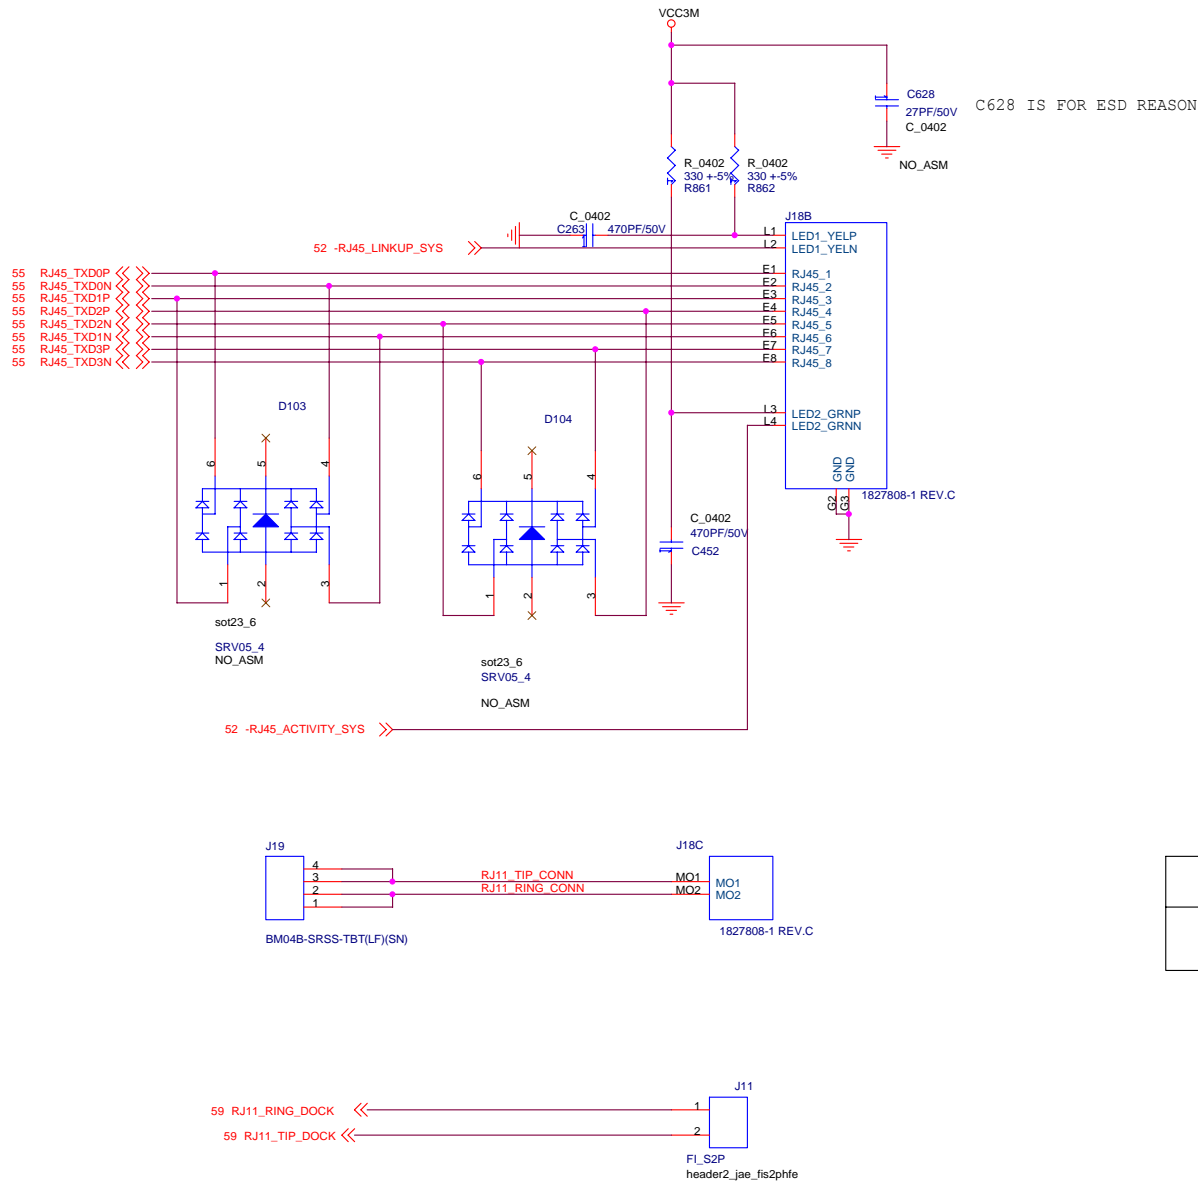 VCC3M
C628
27PF/50V
C_0402
NO_ASM
C628 IS FOR ESD REASON
R_0402
330 +-5%
R861
R_0402
330 +-5%
R862
C_0402
C263
470PF/50V
52 -RJ45_LINKUP_SYS
J18B
L1 LED1_YELP
L2 LED1_YELN
55 RJ45_TXD0P
55 RJ45_TXD0N
55 RJ45_TXD1P
55 RJ45_TXD2P
55 RJ45_TXD2N
55 RJ45_TXD1N
55 RJ45_TXD3P
55 RJ45_TXD3N
E1 RJ45_1
E2 RJ45_2
E3 RJ45_3
E4 RJ45_4
E5 RJ45_5
E6 RJ45_6
E7 RJ45_7
E8 RJ45_8
L3 LED2_GRNP
L4 LED2_GRNN
GND
GND
G2
G3
1827808-1 REV.C
D103
6
5
4
1
2
3
sot23_6
SRV05_4
NO_ASM
D104
6
5
4
1
2
3
sot23_6
SRV05_4
NO_ASM
C_0402
470PF/50V
C452
52 -RJ45_ACTIVITY_SYS
J19
4
3
2
1
BM04B-SRSS-TBT(LF)(SN)
RJ11_TIP_CONN
RJ11_RING_CONN
J18C
MO1 MO1
MO2 MO2
1827808-1 REV.C
J11
59 RJ11_RING_DOCK
1
59 RJ11_TIP_DOCK
2
FI_S2P
header2_jae_fis2phfe